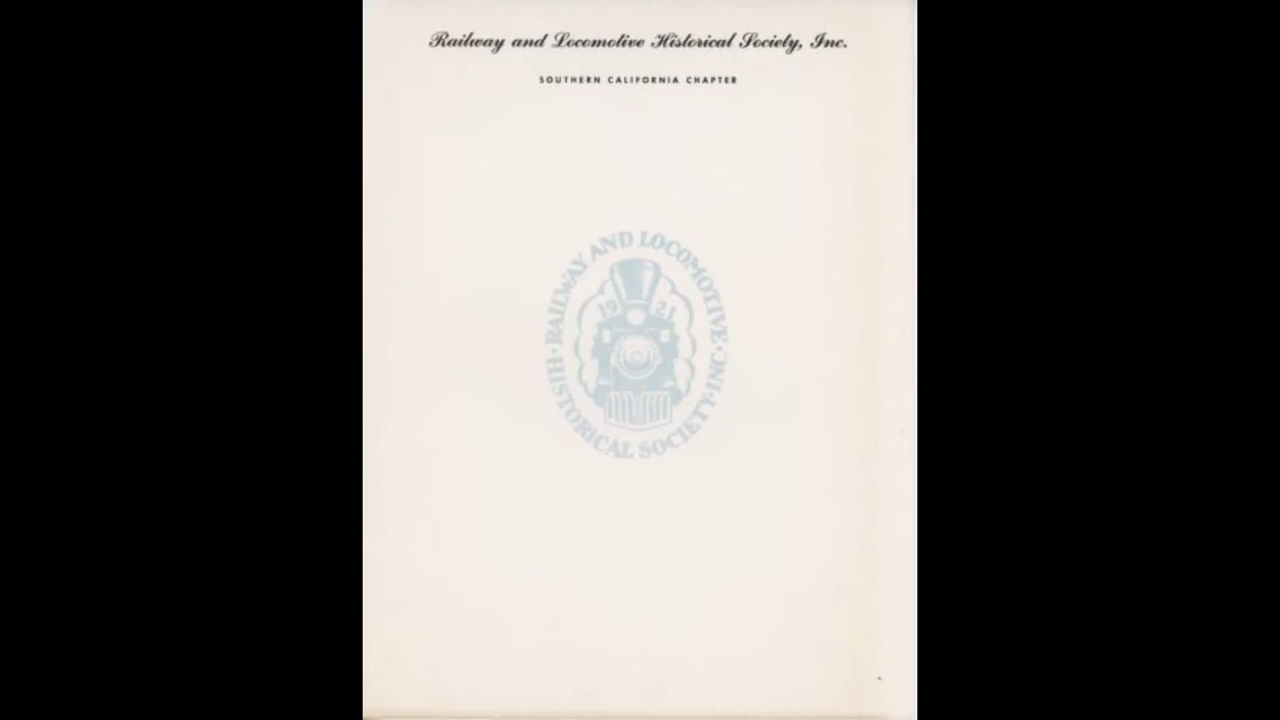 Railway and Locomotive Historical Society, Inc.
SOUTHERN CALIFORNIA CHAPTER
RAILWAY AND LOCOMOTIVE
19 21
HISTORICAL SOCIETY, INC.